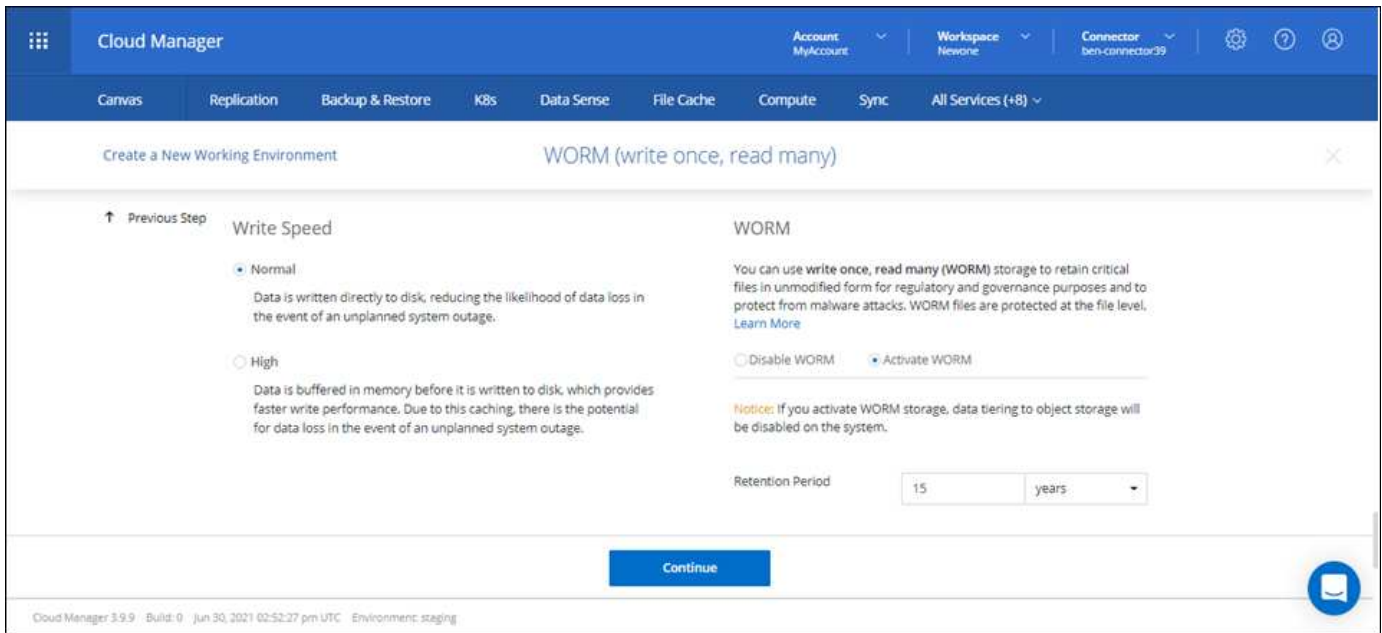 Cloud Manager
Account
MyAccount
Workspace
Newone
Connector
ben-connector39
Canvas
Replication
Backup & Restore
K8s
Data Sense
File Cache
Compute
Sync
All Services (+8)
Create a New Working Environment
WORM (write once, read many)
Previous Step
Write Speed
Normal
Data is written directly to disk, reducing the likelihood of data loss in
the event of an unplanned system outage.
High
Data is buffered in memory before it is written to disk, which provides
faster write performance. Due to this caching, there is the potential
for data loss in the event of an unplanned system outage.
WORM
You can use write once, read many (WORM) storage to retain critical
files in unmodified form for regulatory and governance purposes and to
protect from malware attacks. WORM files are protected at the file level.
Learn More
Disable WORM
Activate WORM
Notice: If you activate WORM storage, data tiering to object storage will
be disabled on the system.
Retention Period
15
years
Continue
Cloud Manager 3.9.9 Build: 0 Jun 30, 2021 02:52:27 pm UTC Environment: staging